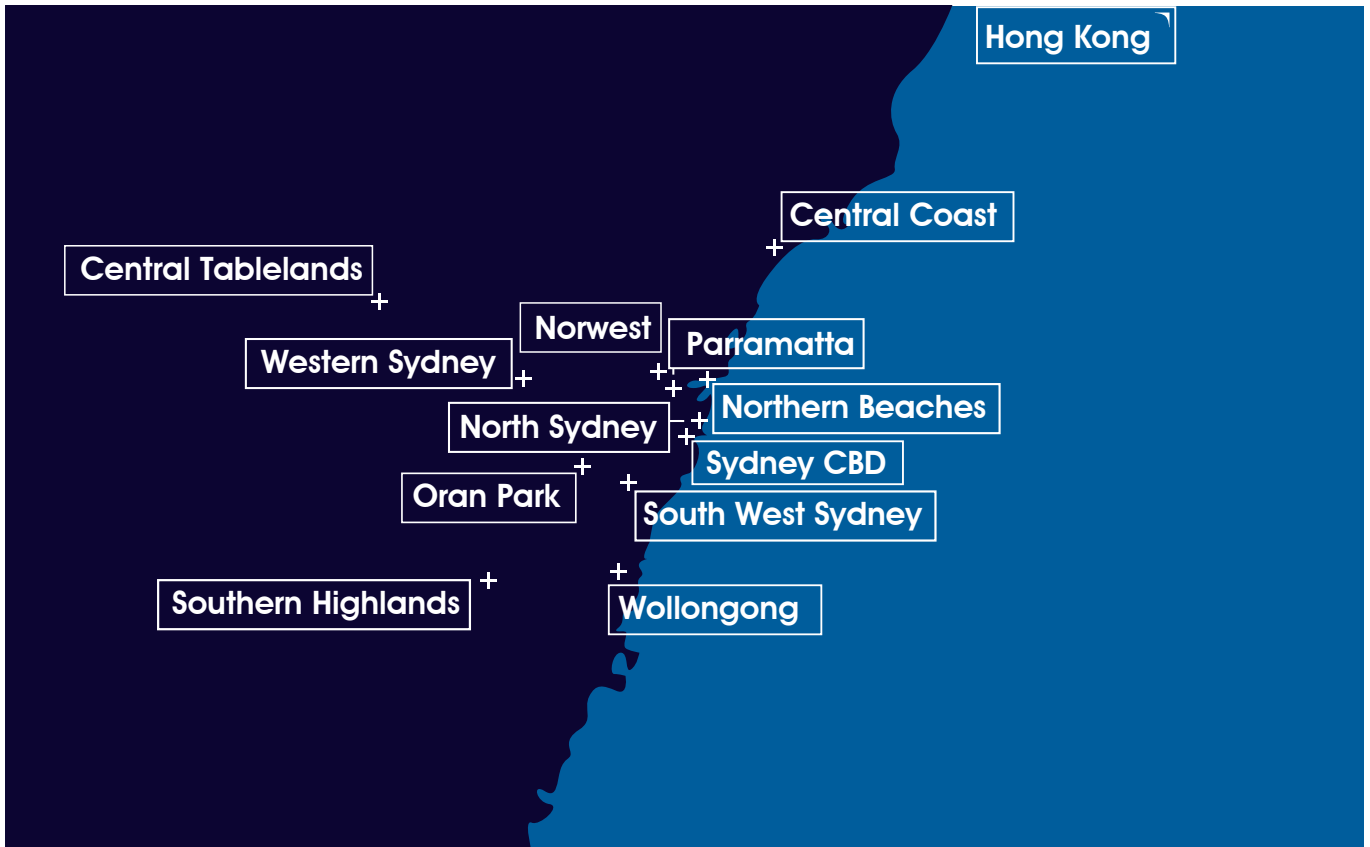 Hong Kong
Central Coast
Central Tablelands
Norwest
Parramatta
Western Sydney
Northern Beaches
North Sydney
Sydney CBD
Oran Park
South West Sydney
Southern Highlands
Wollongong